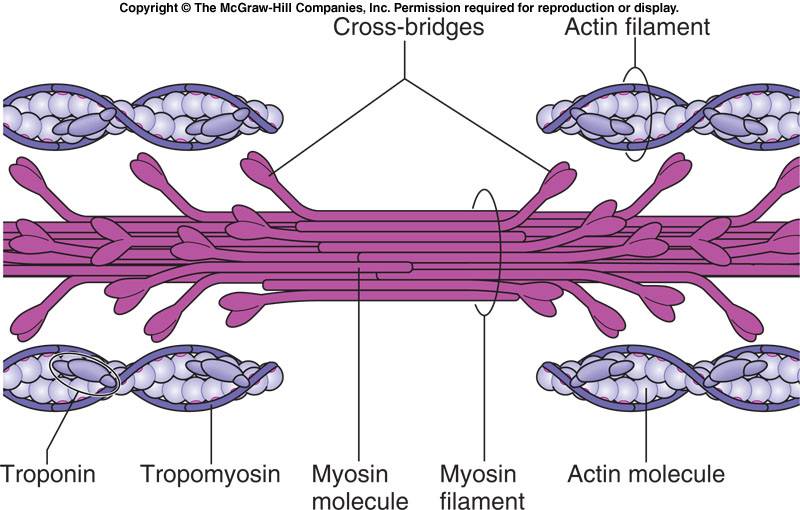 Copyright © The McGraw-Hill Companies, Inc. Permission required for reproduction or display.
Cross-bridges
Actin filament
Troponin
Tropomyosin
Myosin
molecule
Myosin
filament
Actin molecule